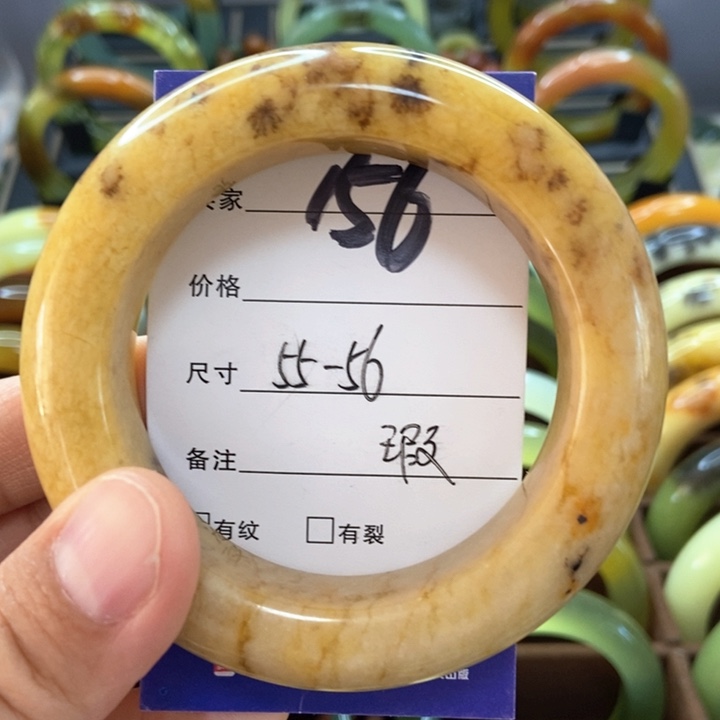 家 156
价格
尺寸 55-56
备注 瑕
□有纹 □有裂